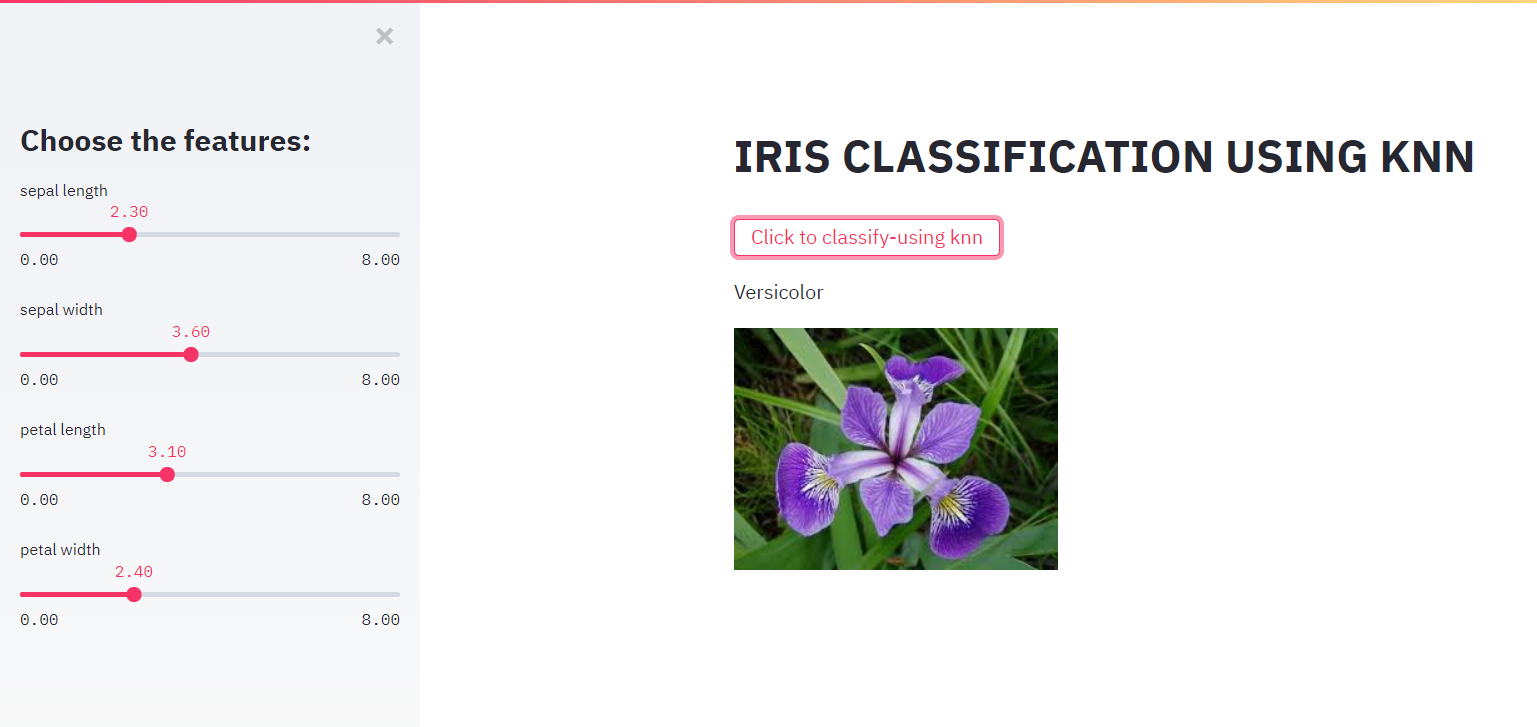 Choose the features:
sepal length
2.30
0.00 8.00
sepal width
3.60
0.00 8.00
petal length
3.10
0.00 8.00
petal width
2.40
0.00 8.00
IRIS CLASSIFICATION USING KNN
Click to classify-using knn
Versicolor